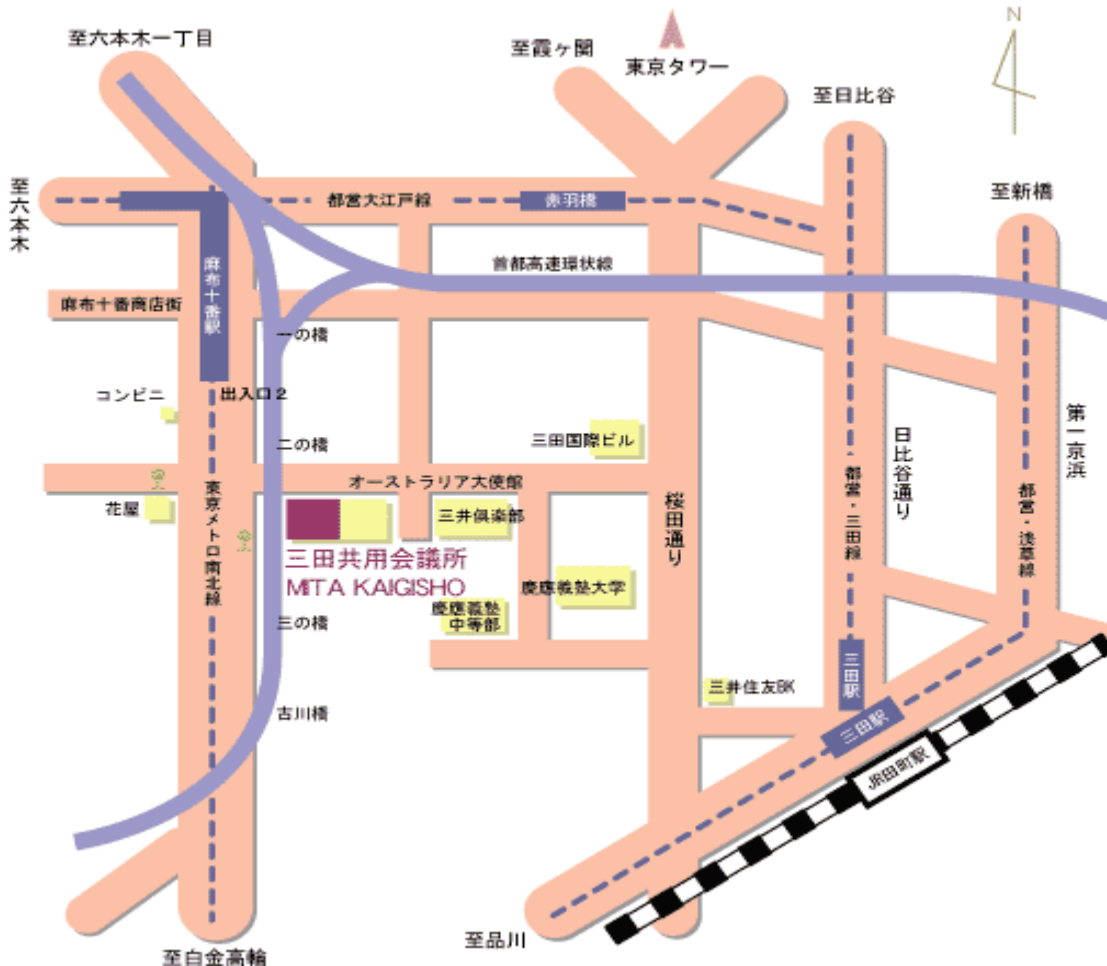 至六本木一丁目
至霞ヶ関
東京タワー
N
至日比谷
至六本木
至新橋
都営大江戸線
赤羽橋
首都高速環状線
麻布十番駅
麻布十番商店街
一の橋
コンビニ
出入口2
二の橋
三田国際ビル
第一京浜
日比谷通り
オーストラリア大使館
花屋
東京メトロ南北線
三井倶楽部
桜田通り
都営・三田線
都営・浅草線
三田共用会議所
MITA KAIGISHO
慶應義塾大学
慶應義塾
中等部
三の橋
三田駅
三井住友BK
古川橋
三田駅
JR田町駅
至品川
至白金高輪